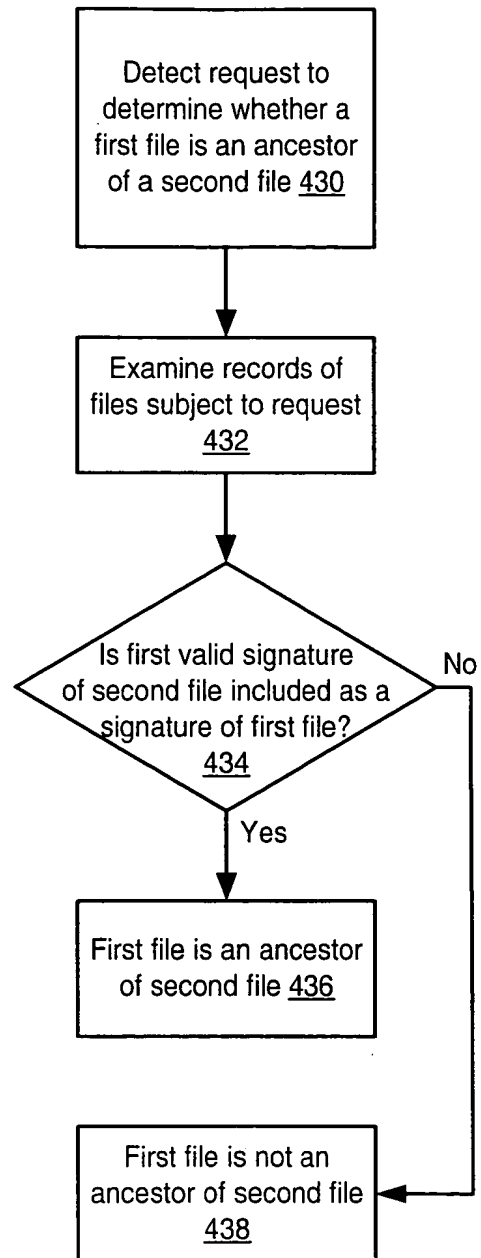 Detect request to
determine whether a
first file is an ancestor
of a second file 430
Examine records of
files subject to request
432
Is first valid signature
of second file included as a
signature of first file?
434
No
Yes
First file is an ancestor
of second file 436
First file is not an
ancestor of second file
438